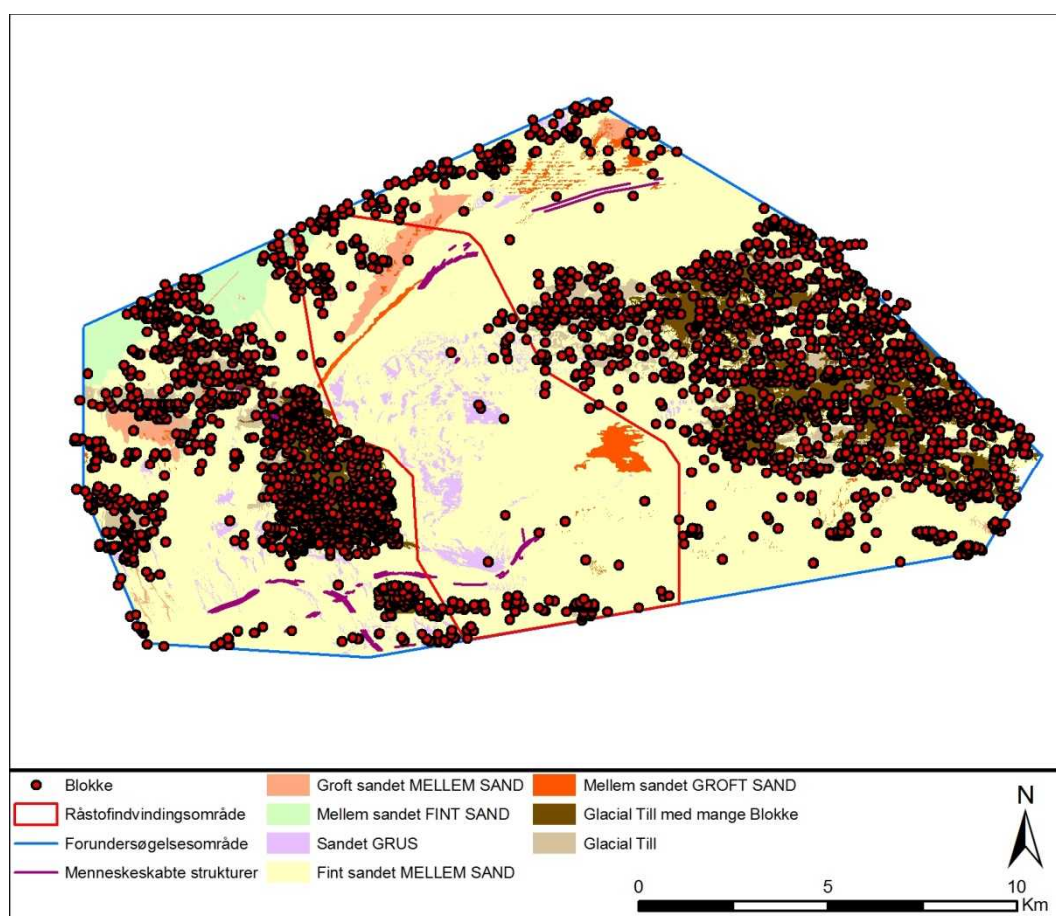 Blokke
Råstofindvindingsområde
Forundersøgelsesområde
Menneskeskabte strukturer
Groft sandet MELLEM SAND
Mellem sandet FINT SAND
Sandet GRUS
Fint sandet MELLEM SAND
Mellem sandet GROFT SAND
Glacial Till med mange Blokke
Glacial Till
N
0 5 10
Km